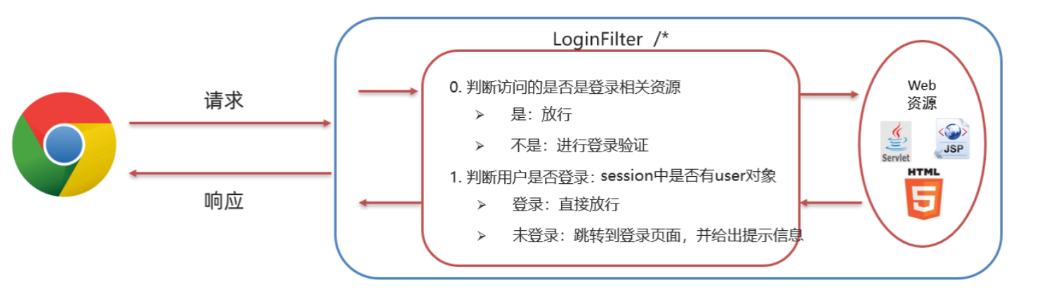 LoginFilter /*
请求
响应
0. 判断访问的是否是登录相关资源
是：放行
不是：进行登录验证
1. 判断用户是否登录：session中是否有user对象
登录：直接放行
未登录：跳转到登录页面，并给出提示信息
Web
资源
Servlet
JSP
HTML
5